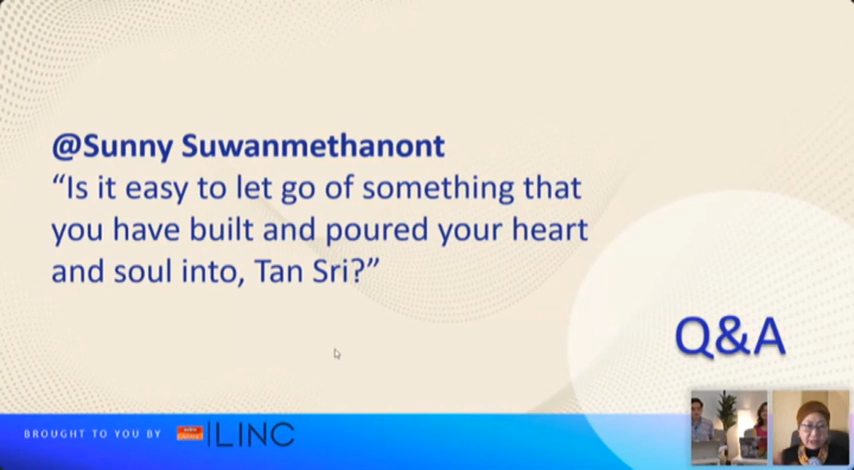 @Sunny Suwanmethanont
“Is it easy to let go of something that
you have built and poured your heart
and soul into, Tan Sri?”
Q&A
BROUGHT TO YOU BY
ILINC